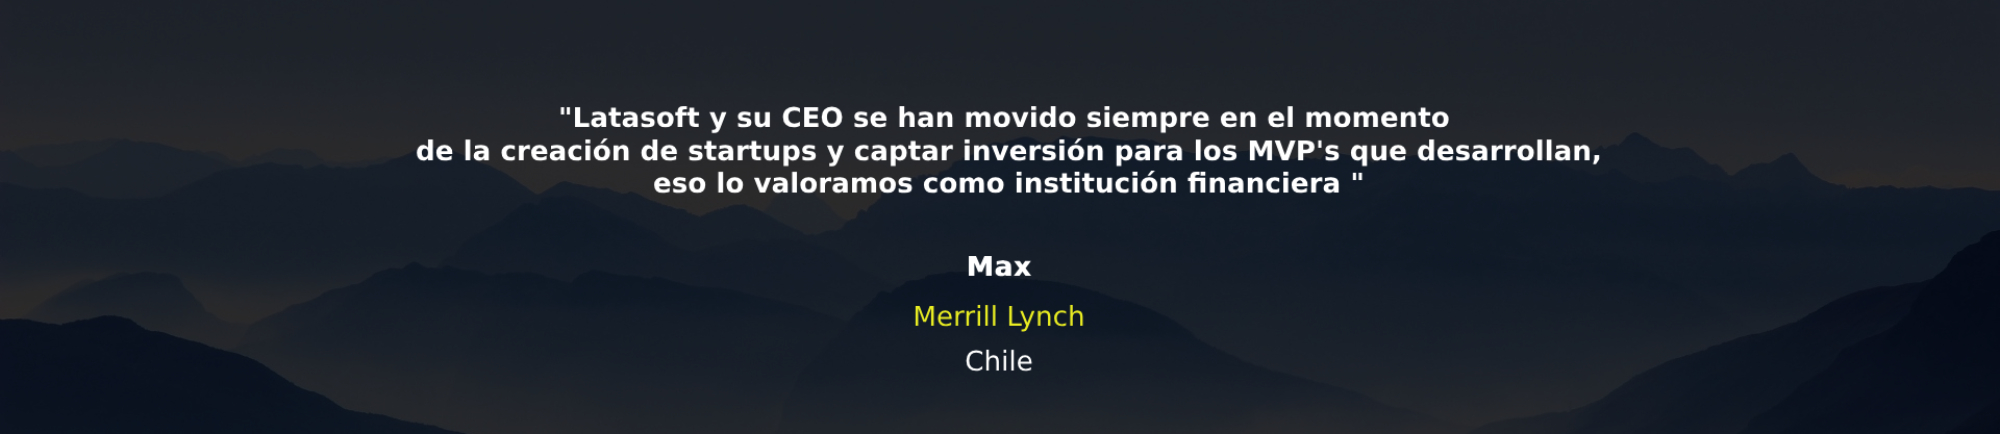 "Latasoft y su CEO se han movido siempre en el momento
de la creación de startups y captar inversión para los MVP's que desarrollan,
eso lo valoramos como institución financiera "
Max
Merrill Lynch
Chile